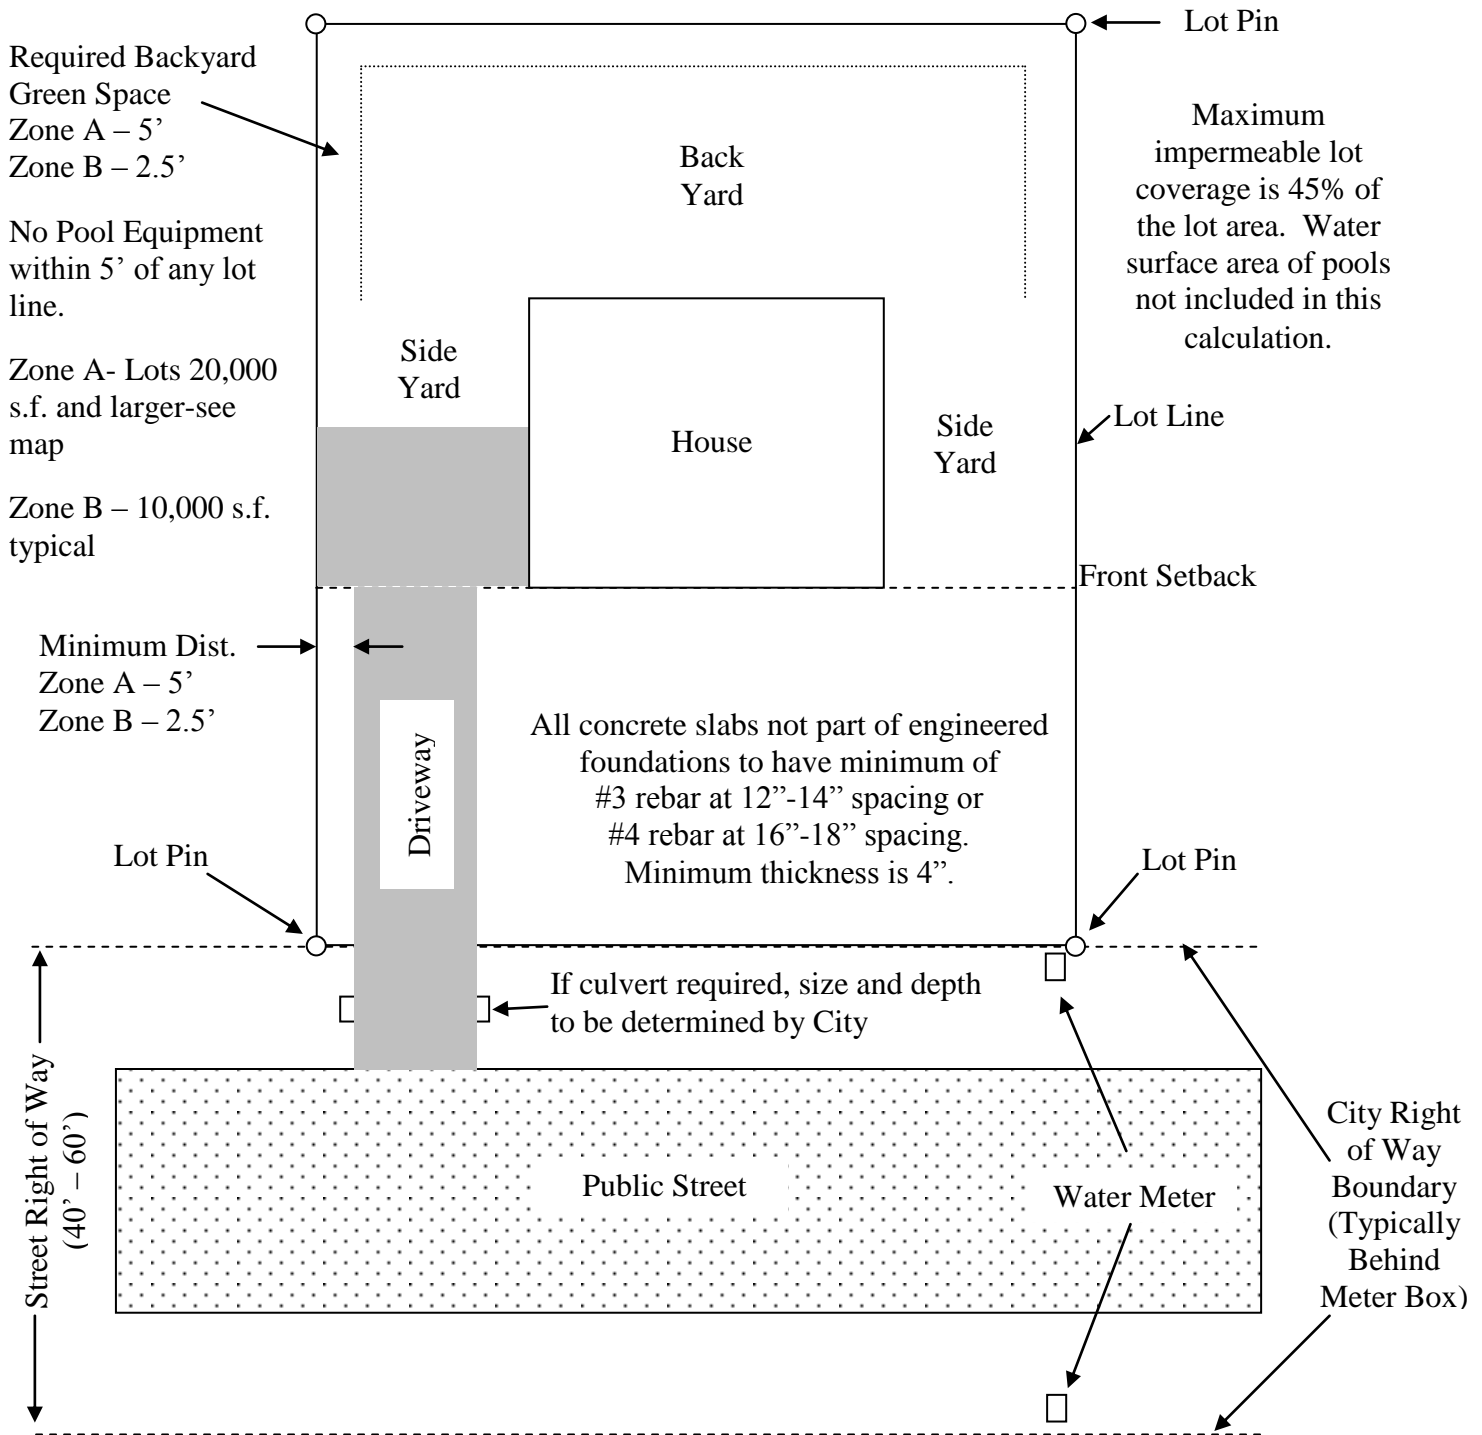 Lot Pin
Required Backyard
Green Space
Zone A – 5’
Zone B – 2.5’
No Pool Equipment
within 5’ of any lot
line.
Zone A- Lots 20,000
s.f. and larger-see
map
Zone B – 10,000 s.f.
typical
Back
Yard
Maximum
impermeable lot
coverage is 45% of
the lot area. Water
surface area of pools
not included in this
calculation.
Side
Yard
House
Side
Yard
Lot Line
Front Setback
Minimum Dist.
Zone A – 5’
Zone B – 2.5’
Driveway
All concrete slabs not part of engineered
foundations to have minimum of
#3 rebar at 12”-14” spacing or
#4 rebar at 16”-18” spacing.
Minimum thickness is 4”.
Lot Pin
Lot Pin
If culvert required, size and depth
to be determined by City
Street Right of Way
(40’ – 60’)
Public Street
Water Meter
City Right
of Way
Boundary
(Typically
Behind
Meter Box)